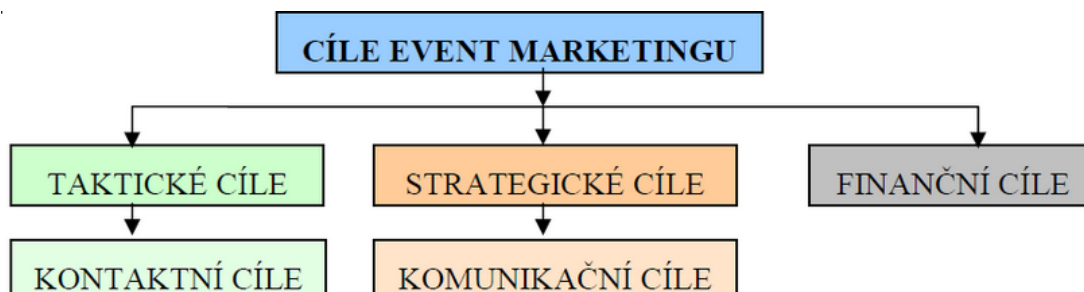 CÍLE EVENT MARKETINGU
TAKTICKÉ CÍLE
STRATEGICKÉ CÍLE
FINANČNÍ CÍLE
KONTAKTNÍ CÍLE
KOMUNIKAČNÍ CÍLE